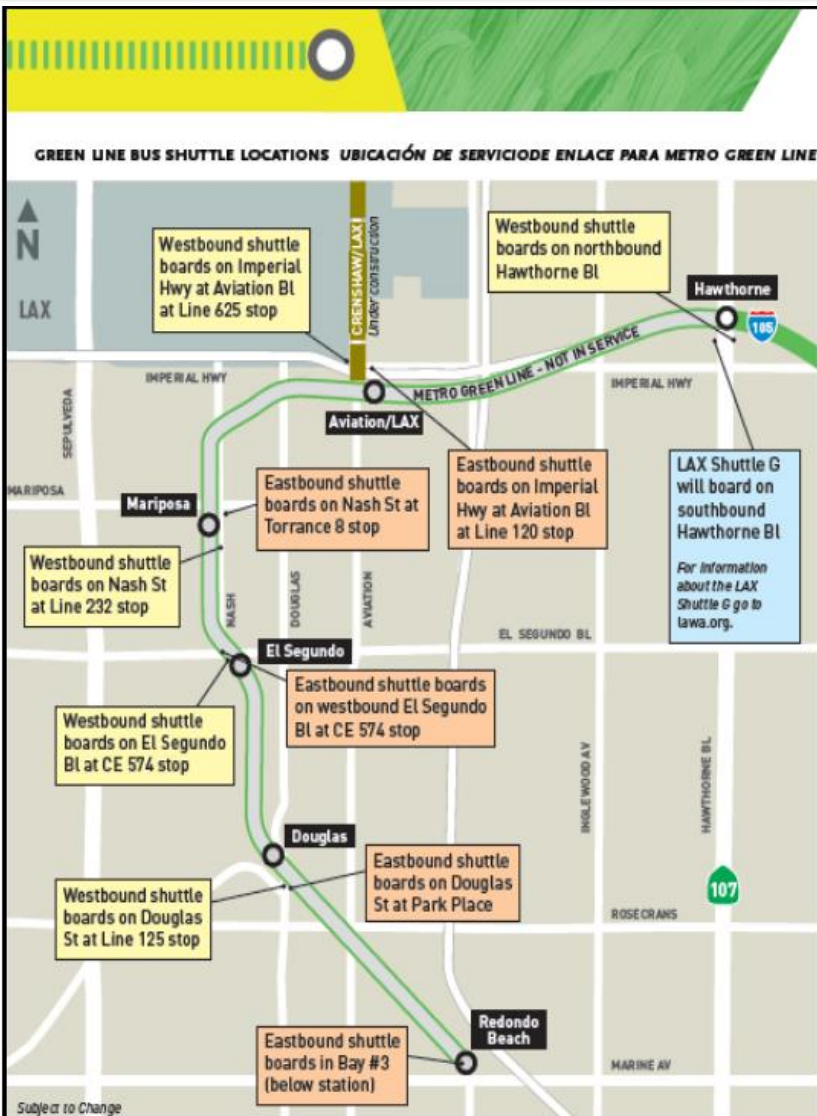 GREEN LINE BUS SHUTTLE LOCATIONS UBICACIÓN DE SERVICIODE ENLACE PARA METRO GREEN LINE
N
LAX
Westbound shuttle
boards on Imperial
Hwy at Aviation Bl
at Line 625 stop
CRENSHAW/LAX
Under construction
Westbound shuttle
boards on northbound
Hawthorne Bl
Hawthorne
105
METRO GREEN LINE - NOT IN SERVICE
IMPERIAL HWY
IMPERIAL HWY
SEPULVEDA
Aviation/LAX
MARIPOSA
Mariposa
Eastbound shuttle
boards on Nash St at
Torrance 8 stop
Eastbound shuttle
boards on Imperial
Hwy at Aviation Bl
at Line 120 stop
LAX Shuttle G
will board on
southbound
Hawthorne Bl
For information
about the LAX
Shuttle G go to
lawa.org.
Westbound shuttle
boards on Nash St
at Line 232 stop
NASH
DOUGLAS
AVIATION
EL SEGUNDO BL
El Segundo
Eastbound shuttle boards
on westbound El Segundo
Bl at CE 574 stop
Westbound shuttle
boards on El Segundo
Bl at CE 574 stop
INGLEWOOD AV
HAWTHORNE BL
Douglas
107
Westbound shuttle
boards on Douglas
St at Line 125 stop
Eastbound shuttle
boards on Douglas
St at Park Place
ROSECRANS
Redondo
Beach
Eastbound shuttle
boards in Bay #3
(below station)
MARINE AV
Subject to Change